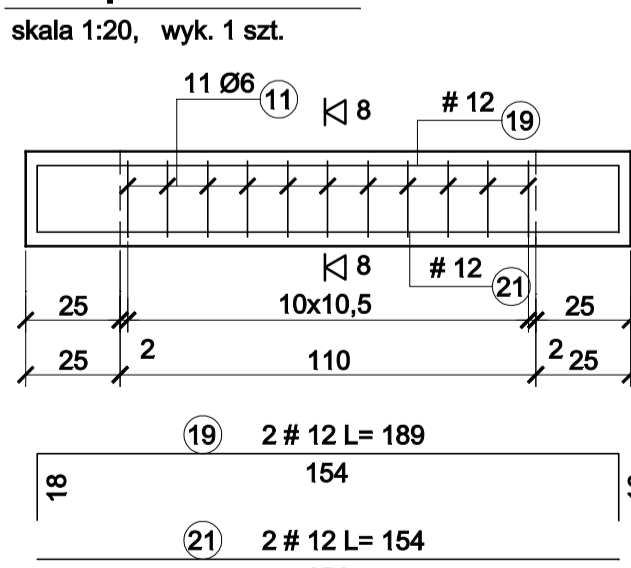 skala 1:20, wyk. 1 szt.
11 Ø6 11
8
# 12 19
8
# 12 21
25 10x10,5 25
25 2 110 2 25
19 2 # 12 L= 189
154
18
21 2 # 12 L= 154